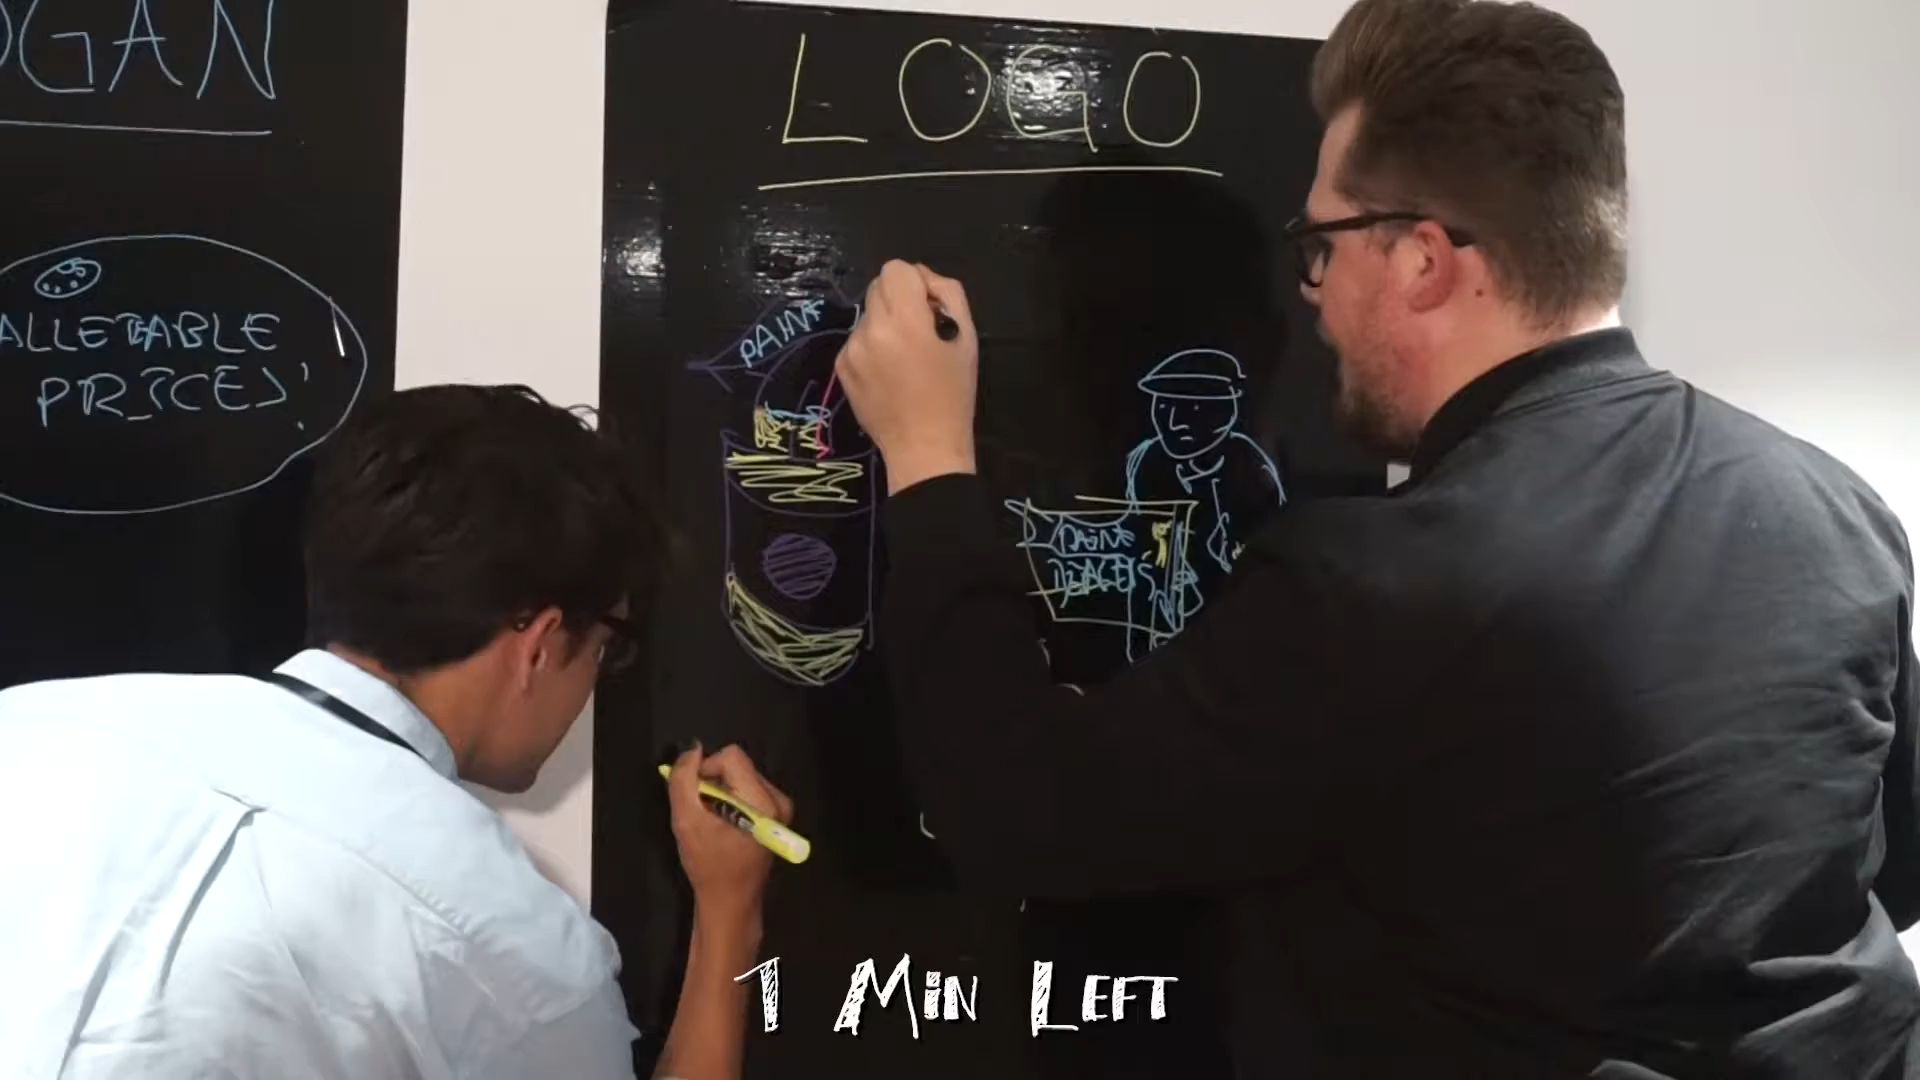 OGAN
ALLETABLE
PRICES!
LOGO
PAINT
PAINT
1 Min Left